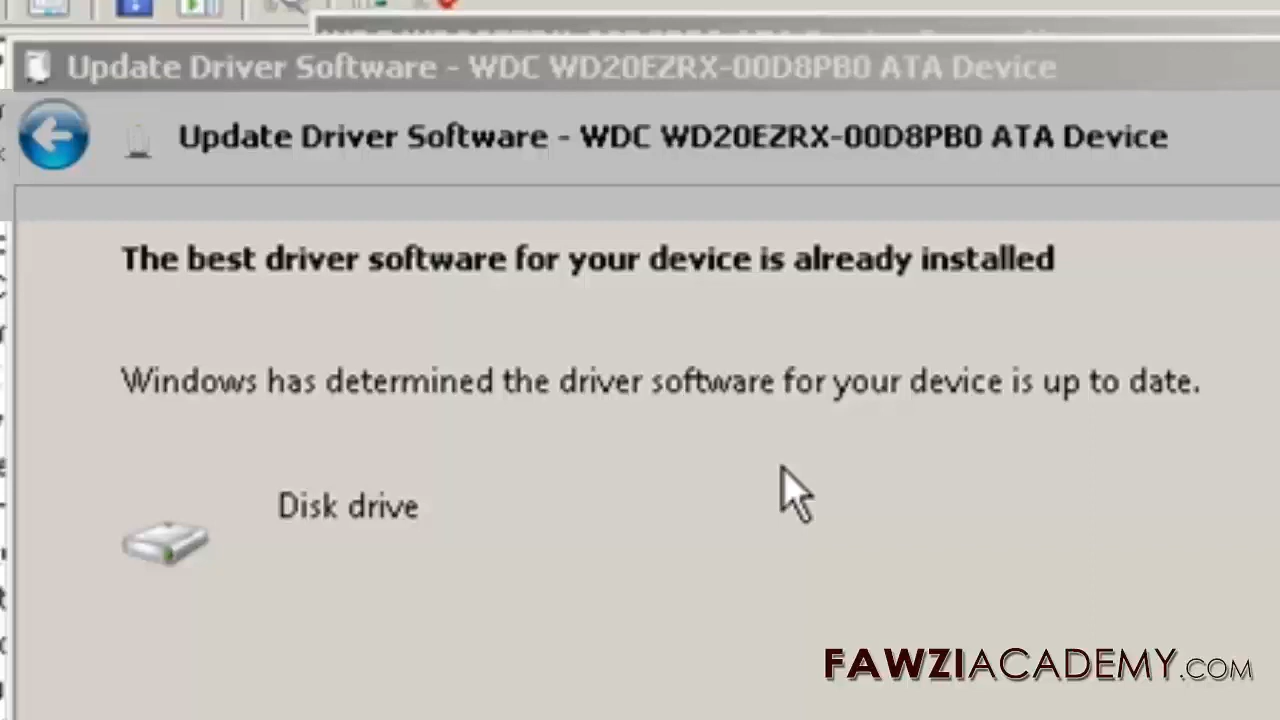 Update Driver Software - WDC WD20EZRX-00D8PB0 ATA Device
Update Driver Software - WDC WD20EZRX-00D8PB0 ATA Device
The best driver software for your device is already installed
Windows has determined the driver software for your device is up to date.
Disk drive
FAWZIACADEMY.COM